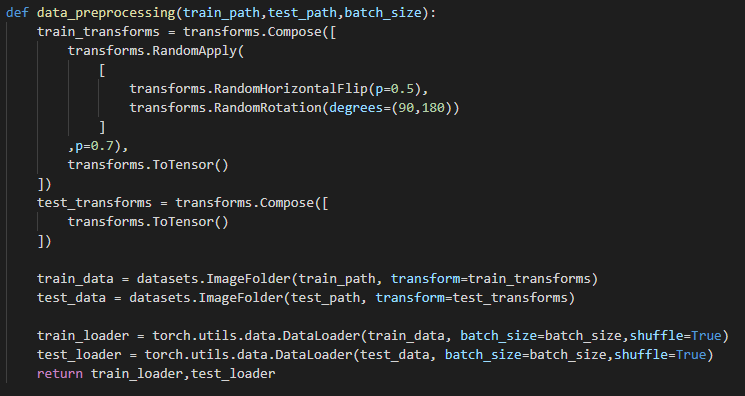 def data_preprocessing(train_path,test_path,batch_size):
    train_transforms = transforms.Compose([
        transforms.RandomApply(
            [
                transforms.RandomHorizontalFlip(p=0.5),
                transforms.RandomRotation(degrees=(90,180))
            ]
        ,p=0.7),
        transforms.ToTensor()
    ])
    test_transforms = transforms.Compose([
        transforms.ToTensor()
    ])

    train_data = datasets.ImageFolder(train_path, transform=train_transforms)
    test_data = datasets.ImageFolder(test_path, transform=test_transforms)

    train_loader = torch.utils.data.DataLoader(train_data, batch_size=batch_size,shuffle=True)
    test_loader = torch.utils.data.DataLoader(test_data, batch_size=batch_size,shuffle=True)
    return train_loader,test_loader